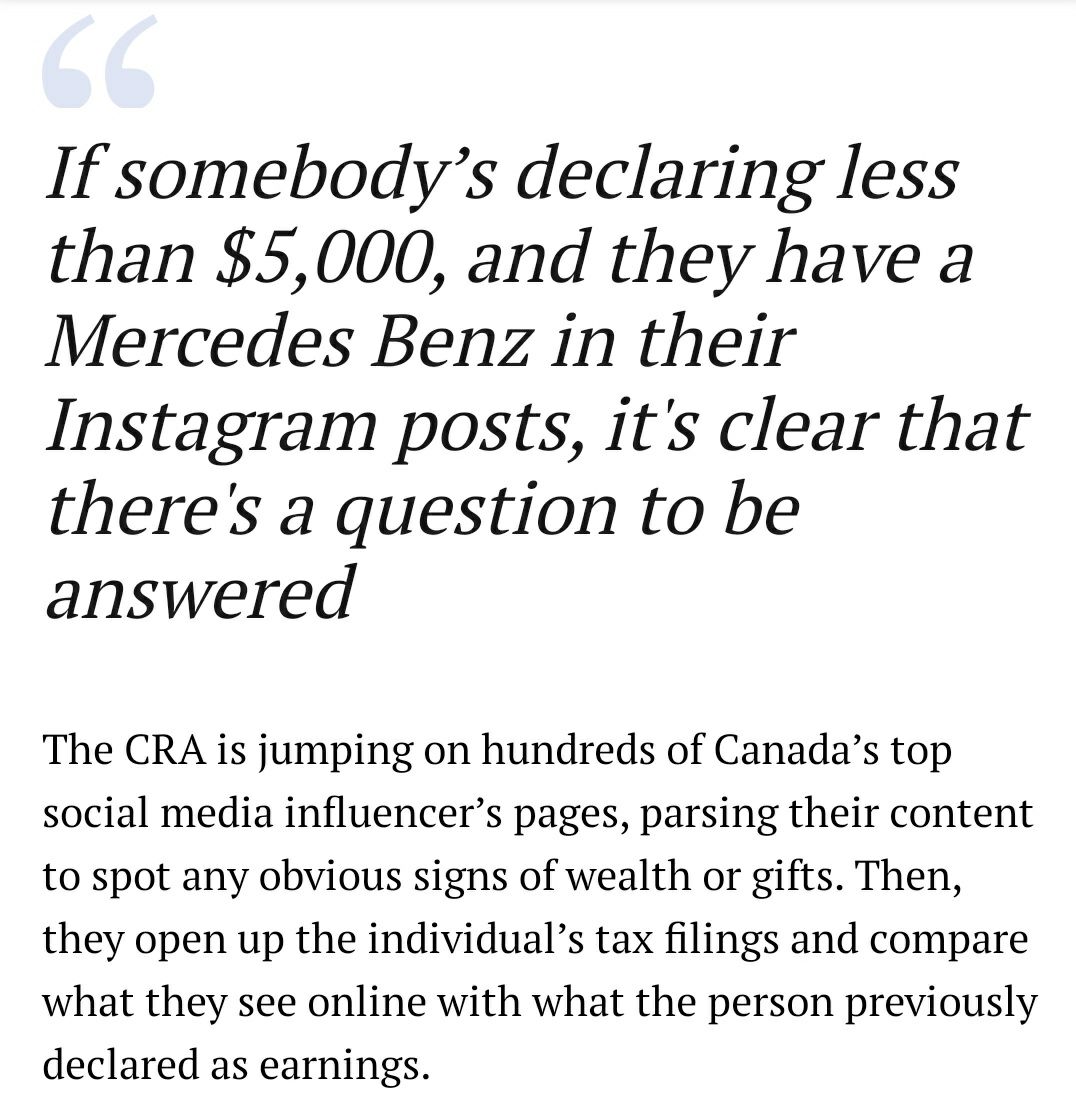 “
If somebody’s declaring less
than $5,000, and they have a
Mercedes Benz in their
Instagram posts, it's clear that
there's a question to be
answered
The CRA is jumping on hundreds of Canada’s top
social media influencer’s pages, parsing their content
to spot any obvious signs of wealth or gifts. Then,
they open up the individual’s tax filings and compare
what they see online with what the person previously
declared as earnings.